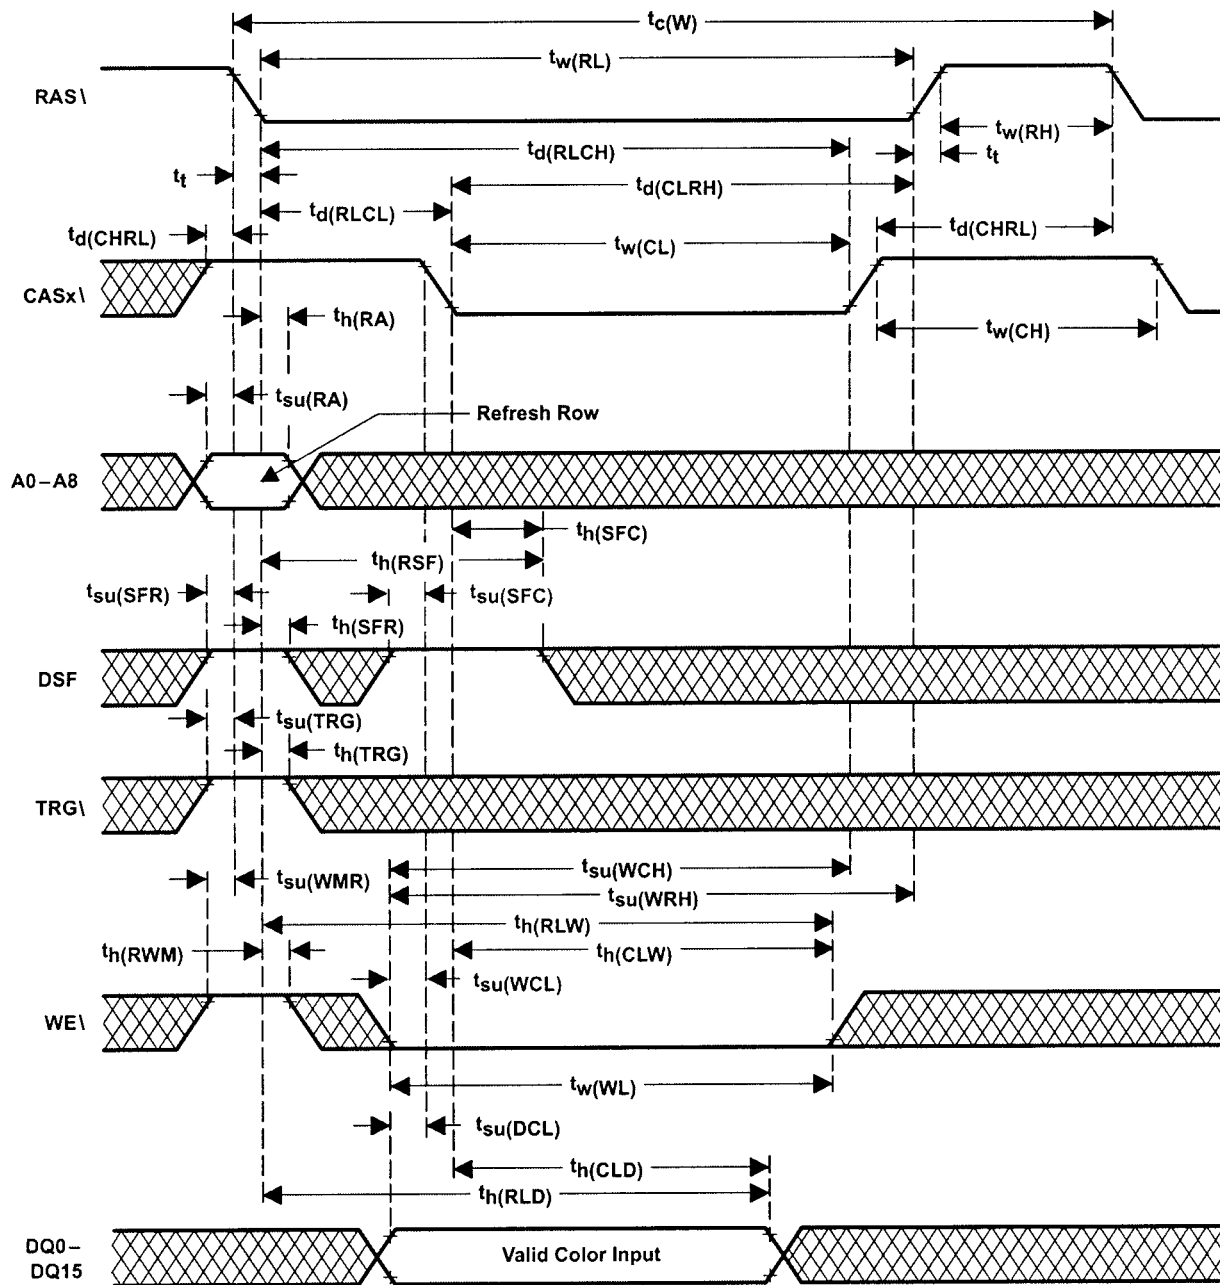 tc(W)
tw(RL)
RAS\
tw(RH)
td(RLCH)
tt
tt
td(CLRH)
td(RLCL)
td(CHRL)
td(CHRL)
tw(CL)
CASx\
th(RA)
tw(CH)
tsu(RA)
Refresh Row
A0–A8
th(SFC)
th(RSF)
tsu(SFR)
tsu(SFC)
th(SFR)
DSF
tsu(TRG)
th(TRG)
TRG\
tsu(WCH)
tsu(WMR)
tsu(WRH)
th(RLW)
th(RWM)
th(CLW)
tsu(WCL)
WE\
tw(WL)
tsu(DCL)
th(CLD)
th(RLD)
DQ0–
DQ15
Valid Color Input